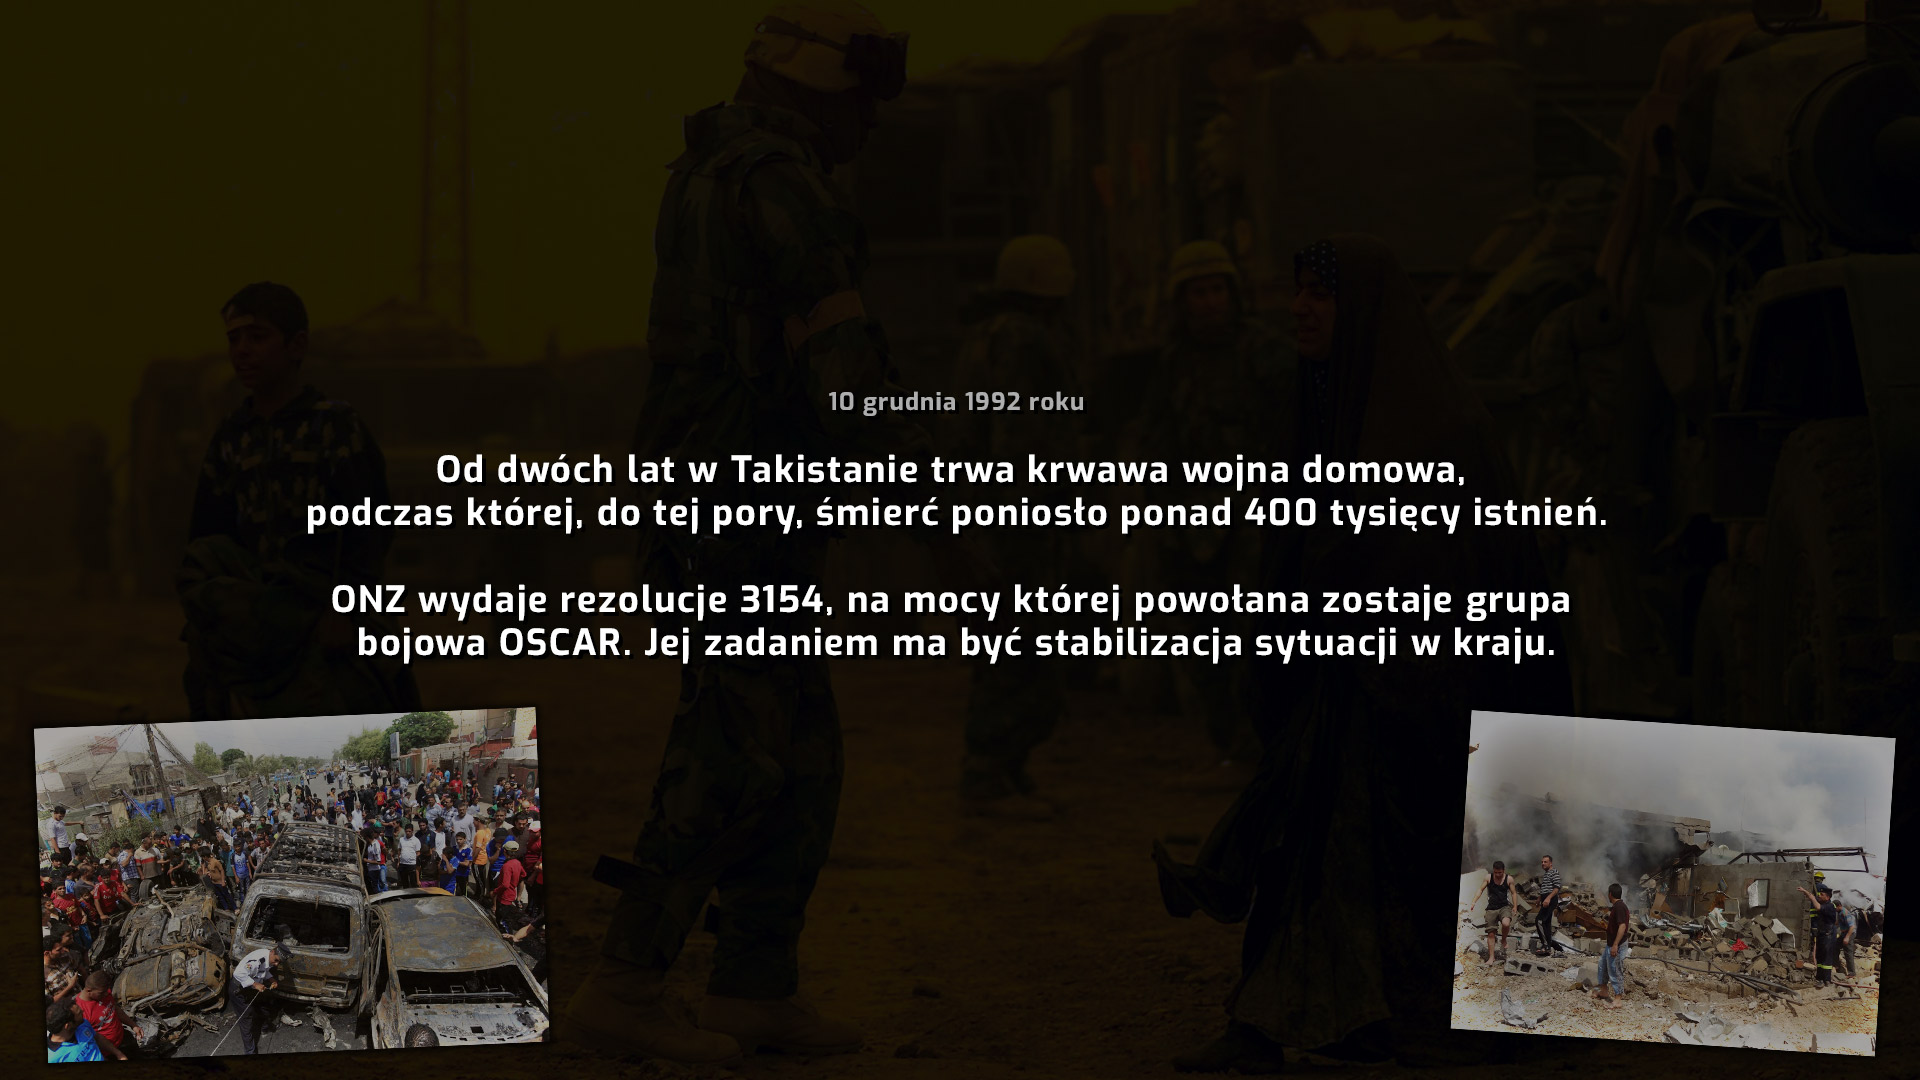 10 grudnia 1992 roku
Od dwóch lat w Takistanie trwa krwawa wojna domowa,
podczas której, do tej pory, śmierć poniosło ponad 400 tysięcy istnień.
ONZ wydaje rezolucje 3154, na mocy której powołana zostaje grupa
bojowa OSCAR. Jej zadaniem ma być stabilizacja sytuacji w kraju.